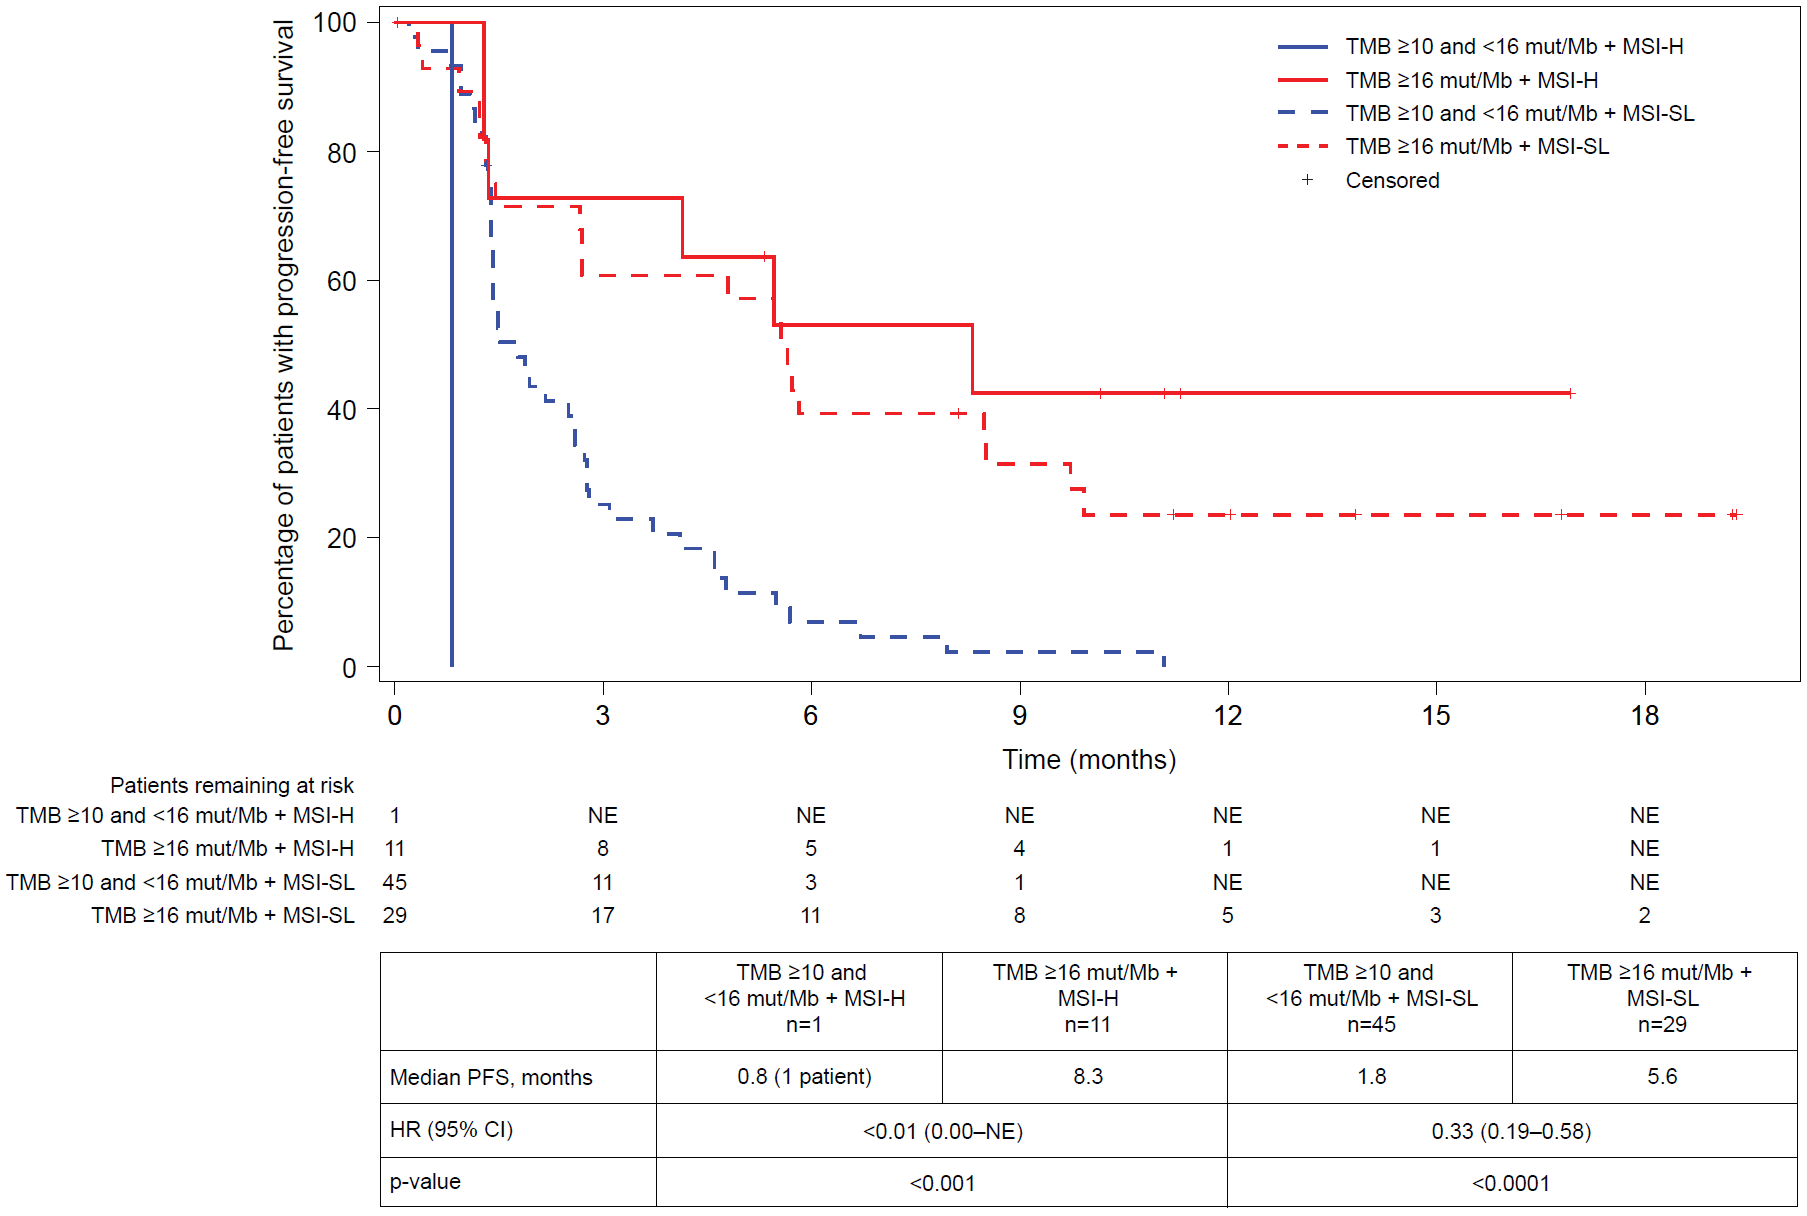 Percentage of patients with progression-free survival
100
80
60
40
20
0
TMB ≥10 and <16 mut/Mb + MSI-H
TMB ≥16 mut/Mb + MSI-H
TMB ≥10 and <16 mut/Mb + MSI-SL
TMB ≥16 mut/Mb + MSI-SL
+ Censored
0 3 6 9 12 15 18
Time (months)
Patients remaining at risk
TMB ≥10 and <16 mut/Mb + MSI-H 1 NE NE NE NE NE NE
TMB ≥16 mut/Mb + MSI-H 11 8 5 4 1 1 NE
TMB ≥10 and <16 mut/Mb + MSI-SL 45 11 3 1 NE NE NE
TMB ≥16 mut/Mb + MSI-SL 29 17 11 8 5 3 2
TMB ≥10 and
<16 mut/Mb + MSI-H
n=1
TMB ≥16 mut/Mb +
MSI-H
n=11
TMB ≥10 and
<16 mut/Mb + MSI-SL
n=45
TMB ≥16 mut/Mb +
MSI-SL
n=29
Median PFS, months 0.8 (1 patient) 8.3 1.8 5.6
HR (95% CI) <0.01 (0.00–NE) 0.33 (0.19–0.58)
p-value <0.001 <0.0001